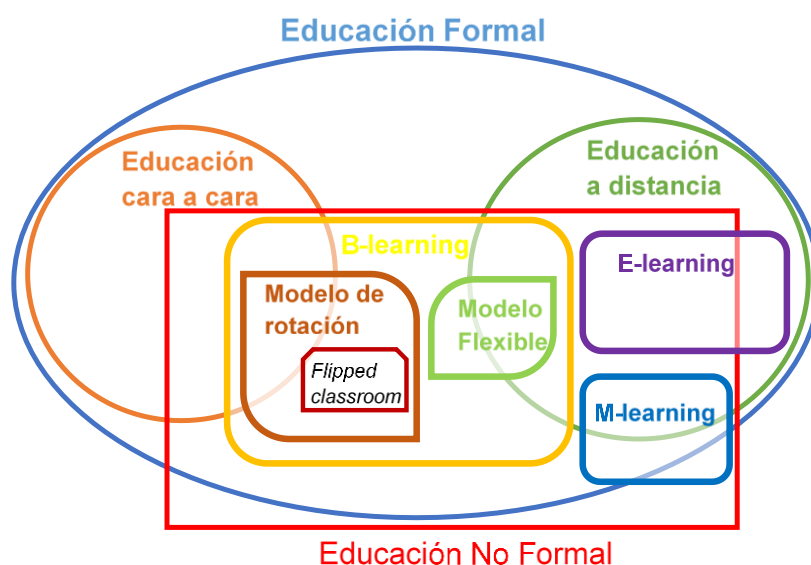 Educación Formal
Educación
cara a cara
Educación
a distancia
B-learning
E-learning
Modelo de
rotación
Modelo
Flexible
Flipped
classroom
M-learning
Educación No Formal